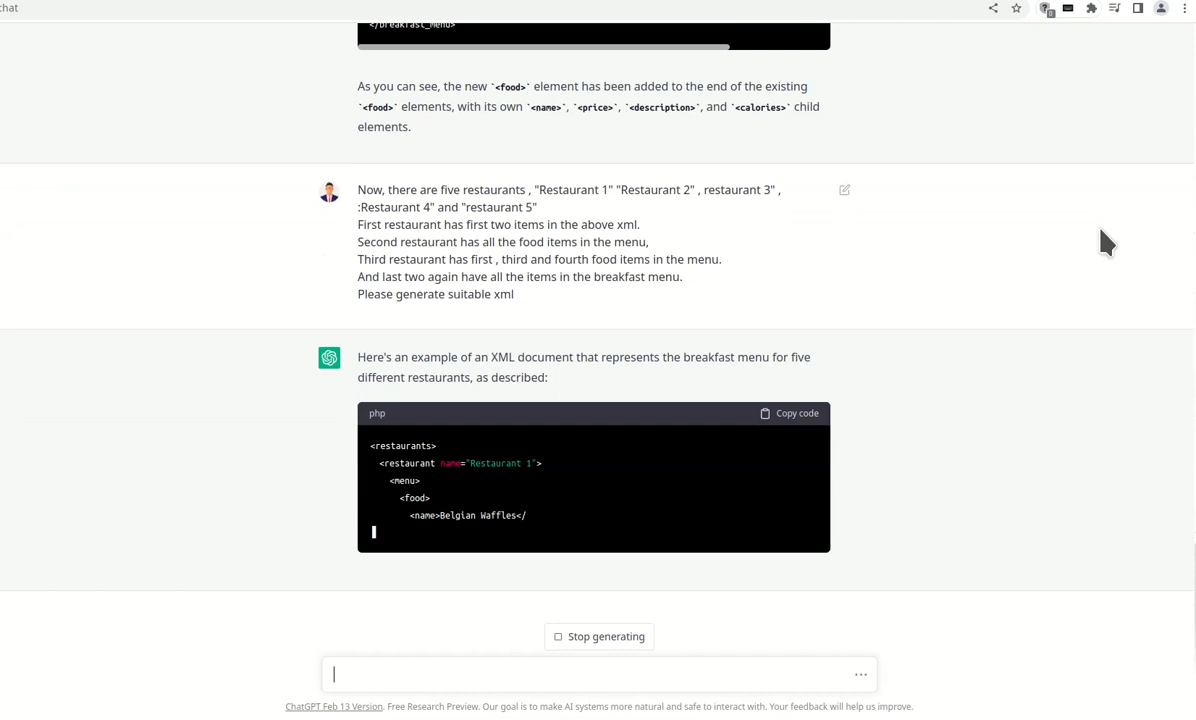 chat
</breakfast_menu>
As you can see, the new `<food>` element has been added to the end of the existing
`<food>` elements, with its own `<name>`, `<price>`, `<description>`, and `<calories>` child
elements.
Now, there are five restaurants , "Restaurant 1" "Restaurant 2" , restaurant 3" ,
:Restaurant 4" and "restaurant 5"
First restaurant has first two items in the above xml.
Second restaurant has all the food items in the menu,
Third restaurant has first , third and fourth food items in the menu.
And last two again have all the items in the breakfast menu.
Please generate suitable xml
Here's an example of an XML document that represents the breakfast menu for five
different restaurants, as described:
php Copy code
<restaurants>
<restaurant name="Restaurant 1">
<menu>
<food>
<name>Belgian Waffles</
Stop generating
ChatGPT Feb 13 Version. Free Research Preview. Our goal is to make AI systems more natural and safe to interact with. Your feedback will help us improve.